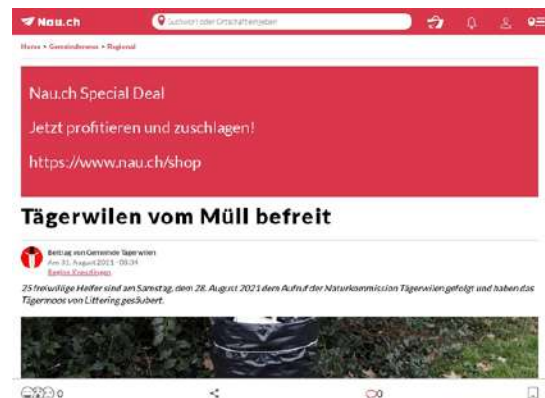 Nau.ch
Suchwort oder Ortschaft eingeben
Home > Gemeindenews > Regional
Nau.ch Special Deal
Jetzt profitieren und zuschlagen!
https://www.nau.ch/shop
Tägerwilen vom Müll befreit
Beitrag von Gemeinde Tägerwilen
Am 31. August 2021 - 08:34
Region Kreuzlingen
25 freiwillige Helfer sind am Samstag, dem 28. August 2021 dem Aufruf der Naturkommission Tägerwilen gefolgt und haben das
Tägermoos von Littering gesäubert.
0
0